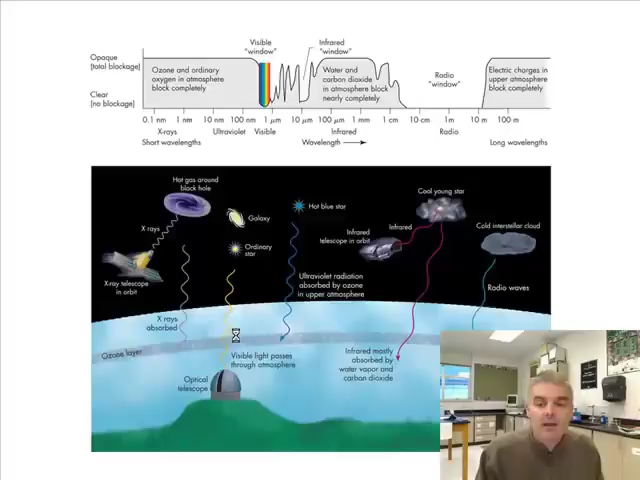 Visible
"window"
Infrared
"window"
Opaque
(total blockage)
Clear
(no blockage)
Ozone and ordinary
oxygen in atmosphere
block completely
Water and
carbon dioxide
in atmosphere block
nearly completely
Radio
"window"
Electric charges in
upper atmosphere
block completely
0.1 nm 1 nm 10 nm 100 nm 1 μm 10 μm 100 μm 1 mm 1 cm 10 cm 1 m 10 m 100 m
X-rays Ultraviolet Visible Infrared Radio
Short wavelengths Wavelength Long wavelengths
Hot gas around
black hole
X rays
X-ray telescope
in orbit
Galaxy
Ordinary
star
Hot blue star
Cool young star
Infrared
Infrared
telescope in orbit
Cold interstellar cloud
Ultraviolet radiation
absorbed by ozone
in upper atmosphere
Radio waves
X rays
absorbed
Ozone layer
Visible light passes
through atmosphere
Optical
telescope
Infrared mostly
absorbed by
water vapor and
carbon dioxide